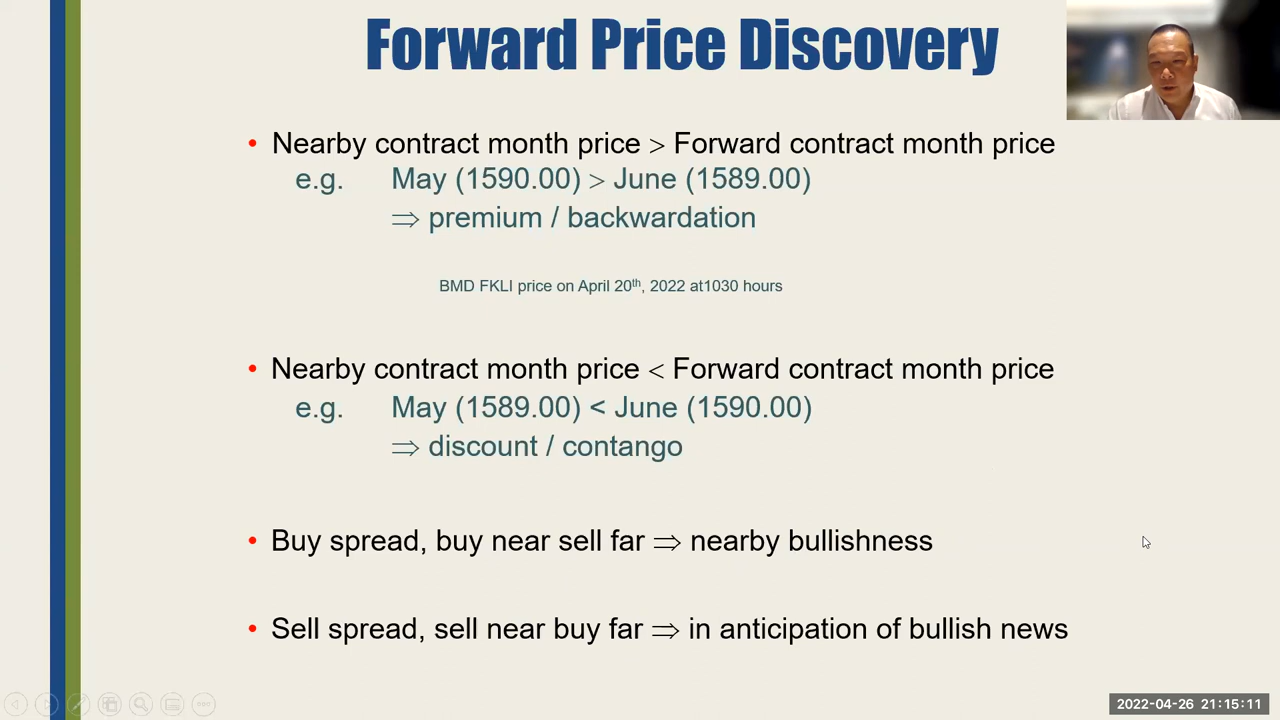 Forward Price Discovery
• Nearby contract month price > Forward contract month price
e.g. May (1590.00) > June (1589.00)
⇒ premium / backwardation
BMD FKLI price on April 20th, 2022 at1030 hours
• Nearby contract month price < Forward contract month price
e.g. May (1589.00) < June (1590.00)
⇒ discount / contango
• Buy spread, buy near sell far ⇒ nearby bullishness
• Sell spread, sell near buy far ⇒ in anticipation of bullish news
2022-04-26 21:15:11